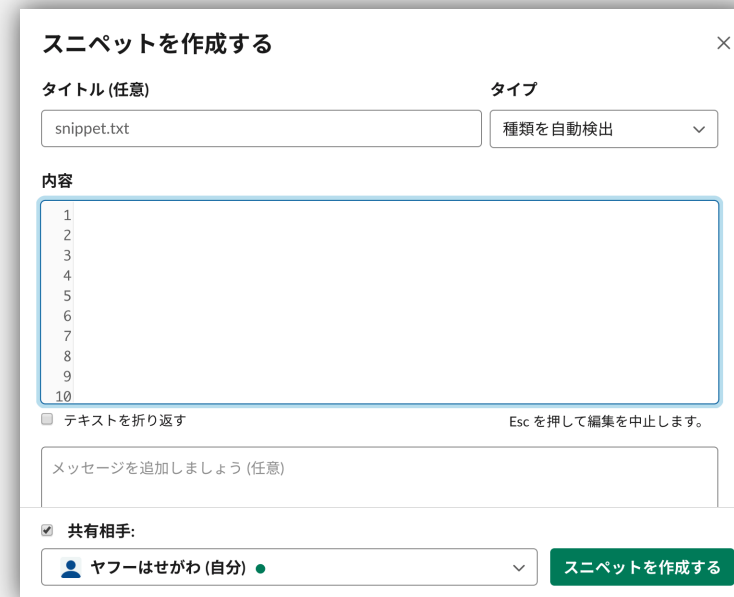 スニペットを作成する
タイトル (任意)
タイプ
snippet.txt
種類を自動検出
内容
1
2
3
4
5
6
7
8
9
10
テキストを折り返す
Esc を押して編集を中止します。
メッセージを追加しましょう (任意)
共有相手:
ヤフーはせがわ (自分)
スニペットを作成する